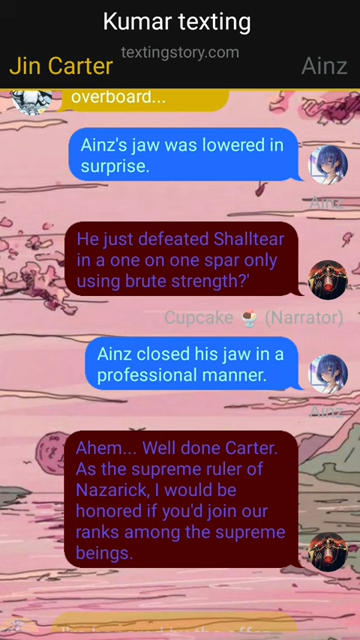 Kumar texting
textingstory.com
Jin Carter
Ainz
overboard...
Ainz's jaw was lowered in
surprise.
Ainz
He just defeated Shalltear
in a one on one spar only
using brute strength?'
Cupcake 🍨 (Narrator)
Ainz closed his jaw in a
professional manner.
Ainz
Ahem... Well done Carter.
As the supreme ruler of
Nazarick, I would be
honored if you'd join our
ranks among the supreme
beings.